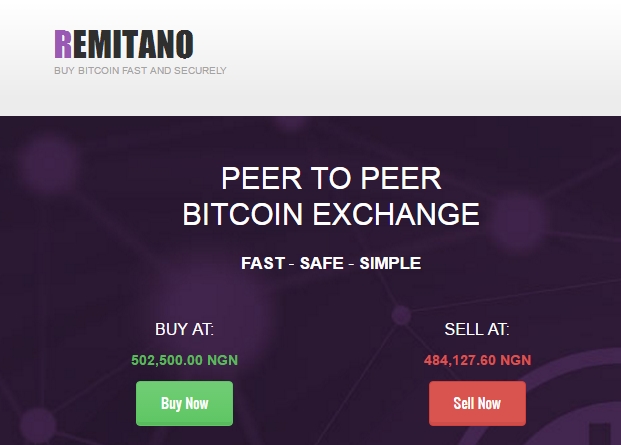 REMITANO
BUY BITCOIN FAST AND SECURELY
PEER TO PEER
BITCOIN EXCHANGE
FAST - SAFE - SIMPLE
BUY AT:
502,500.00 NGN
Buy Now
SELL AT:
484,127.60 NGN
Sell Now